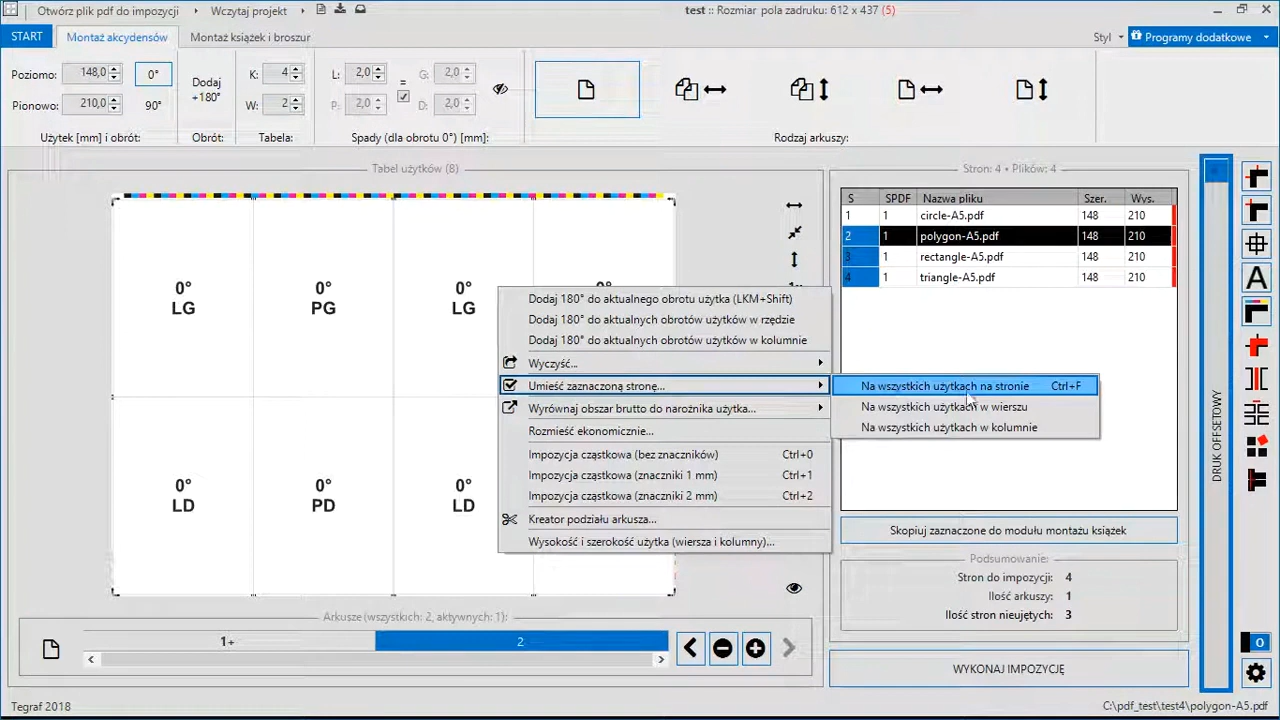 Otwórz plik pdf do impozycji
Wczytaj projekt
test :: Rozmiar pola zadruku: 612 x 437 (5)
START
Montaż akcydensów
Montaż książek i broszur
Styl
Programy dodatkowe
Poziomo:
148,0
0°
Dodaj
+180°
K:
4
L:
2,0
=
G:
2,0
Pionowo:
210,0
90°
W:
2
P:
2,0
D:
2,0
Użytek [mm] i obrót:
Obrót:
Tabela:
Spady (dla obrotu 0°) [mm]:
Rodzaj arkuszy:
Tabel użytków (8)
0°
LG
0°
PG
0°
LG
0°
LD
0°
PD
0°
LD
Dodaj 180° do aktualnego obrotu użytka (LKM+Shift)
Dodaj 180° do aktualnych obrotów użytków w rzędzie
Dodaj 180° do aktualnych obrotów użytków w kolumnie
Wyczyść...
Umieść zaznaczoną stronę...
Wyrównaj obszar brutto do narożnika użytka...
Rozmieść ekonomicznie...
Impozycja cząstkowa (bez znaczników) Ctrl+0
Impozycja cząstkowa (znaczniki 1 mm) Ctrl+1
Impozycja cząstkowa (znaczniki 2 mm) Ctrl+2
Kreator podziału arkusza...
Wysokość i szerokość użytka (wiersza i kolumny)...
Na wszystkich użytkach na stronie Ctrl+F
Na wszystkich użytkach w wierszu
Na wszystkich użytkach w kolumnie
Stron: 4 • Plików: 4
S SPDF Nazwa pliku Szer. Wys.
1 1 circle-A5.pdf 148 210
2 1 polygon-A5.pdf 148 210
3 1 rectangle-A5.pdf 148 210
4 1 triangle-A5.pdf 148 210
Skopiuj zaznaczone do modułu montażu książek
Podsumowanie:
Stron do impozycji: 4
Ilość arkuszy: 1
Ilość stron nieujętych: 3
WYKONAJ IMPOZYCJĘ
DRUK OFFSETOWY
A
O
Arkusze (wszystkich: 2, aktywnych: 1):
1+
2
Tegraf 2018
C:\pdf_test\test4\polygon-A5.pdf